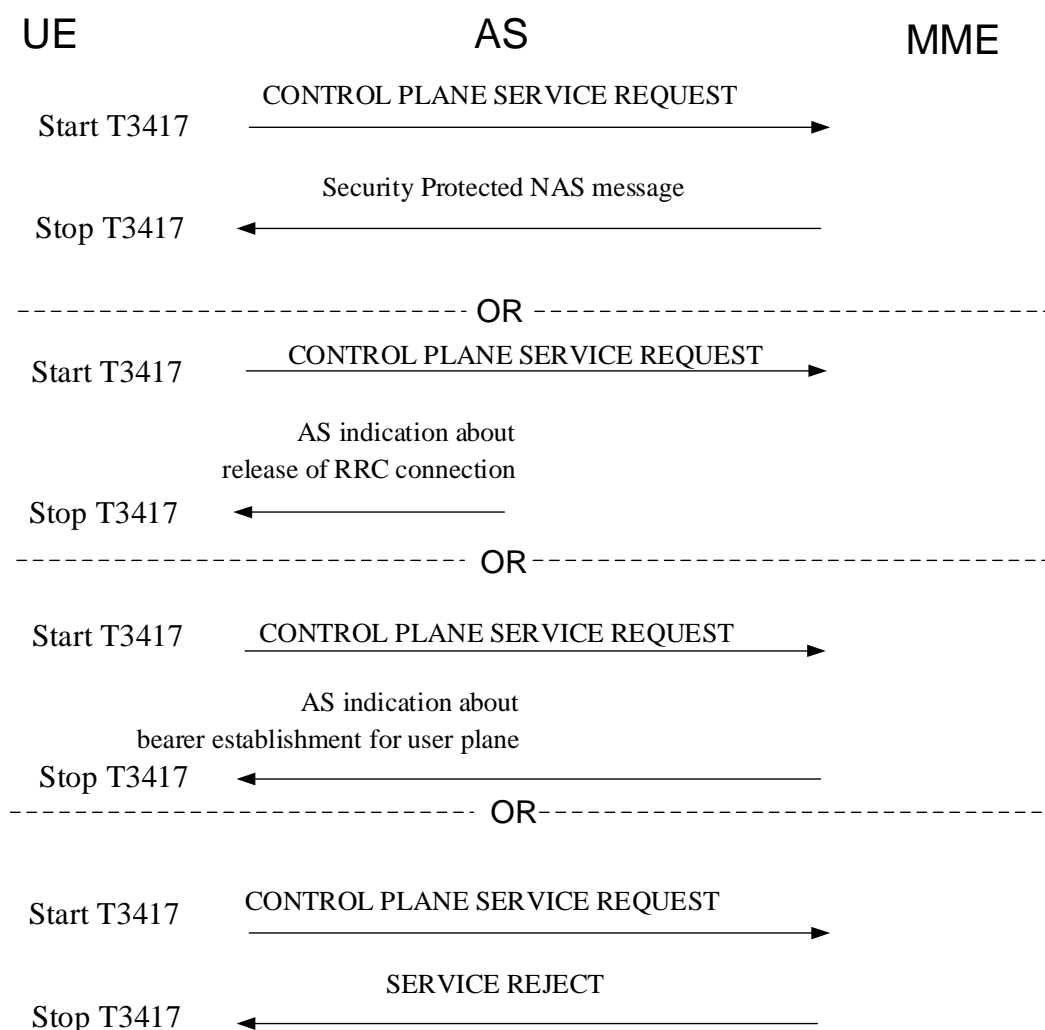 UE AS MME
CONTROL PLANE SERVICE REQUEST
Start T3417
Security Protected NAS message
Stop T3417
OR
CONTROL PLANE SERVICE REQUEST
Start T3417
AS indication about
release of RRC connection
Stop T3417
OR
Start T3417 CONTROL PLANE SERVICE REQUEST
AS indication about
bearer establishment for user plane
Stop T3417
OR
CONTROL PLANE SERVICE REQUEST
Start T3417
SERVICE REJECT
Stop T3417